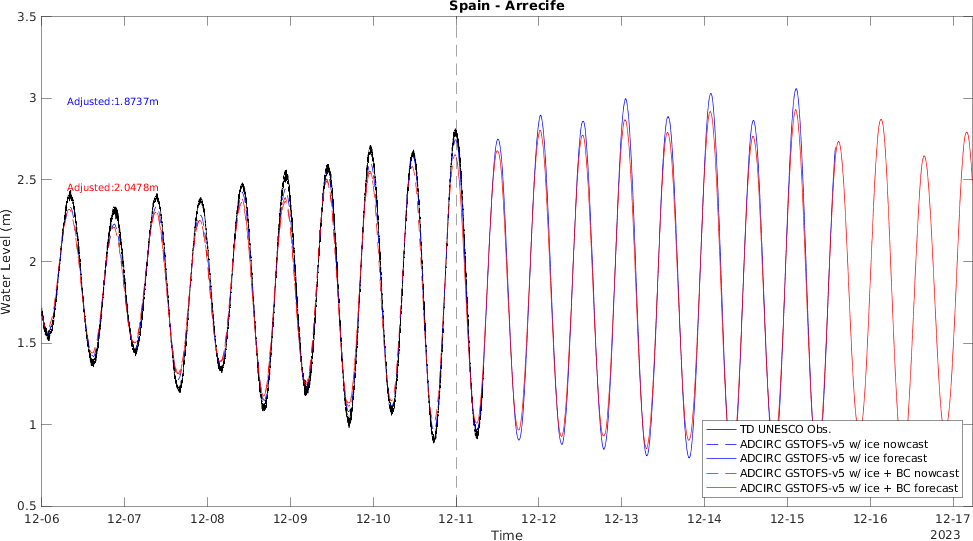 Spain - Arrecife
3.5
3
2.5
2
1.5
1
0.5
Water Level (m)
Adjusted:1.8737m
Adjusted:2.0478m
TD UNESCO Obs.
ADCIRC GSTOFS-v5 w/ ice nowcast
ADCIRC GSTOFS-v5 w/ ice forecast
ADCIRC GSTOFS-v5 w/ ice + BC nowcast
ADCIRC GSTOFS-v5 w/ ice + BC forecast
12-06 12-07 12-08 12-09 12-10 12-11 12-12 12-13 12-14 12-15 12-16 12-17
Time
2023